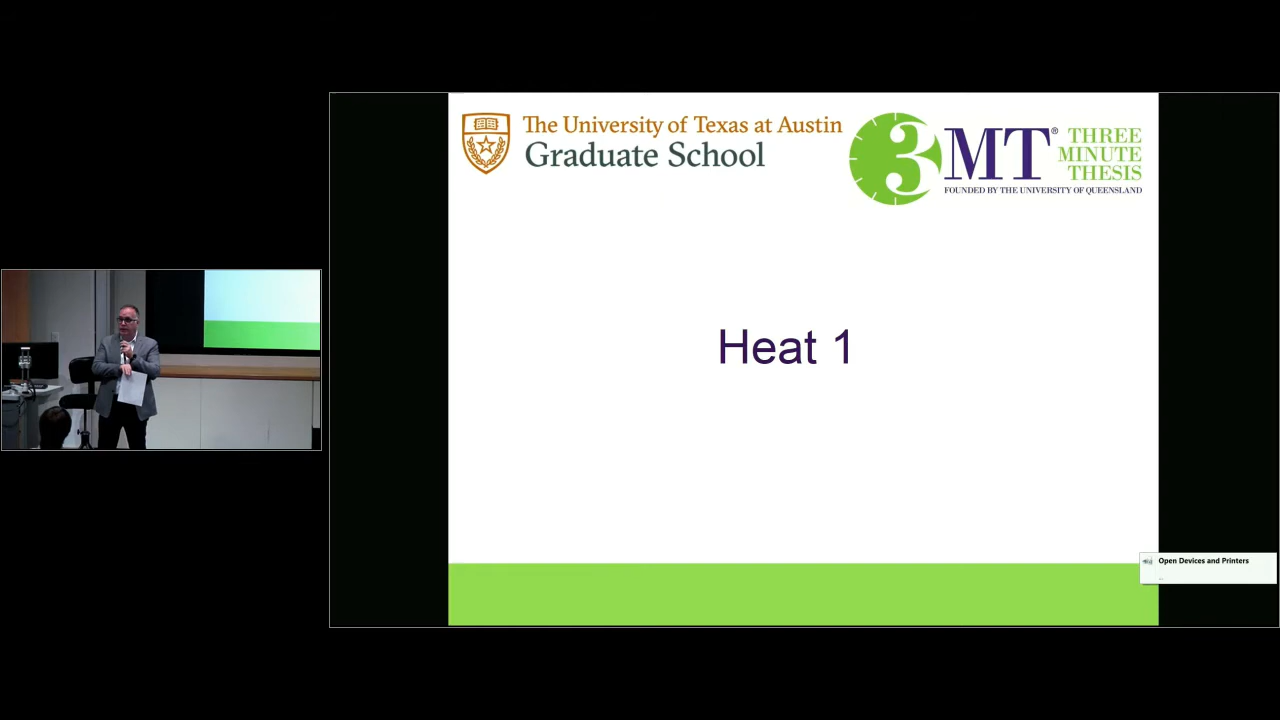 The University of Texas at Austin
Graduate School
3MT® THREE
MINUTE
THESIS
FOUNDED BY THE UNIVERSITY OF QUEENSLAND
Heat 1
Open Devices and Printers